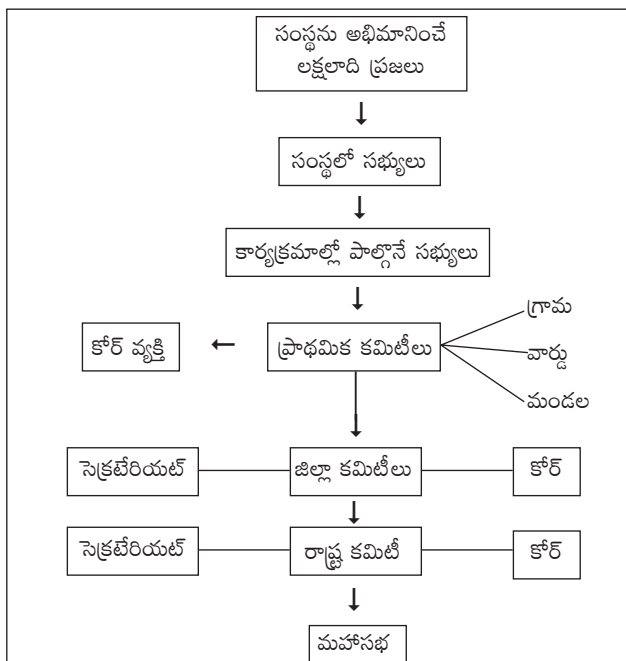 సంస్థను అభిమానించే
లక్షలాది ప్రజలు
సంస్థలో సభ్యులు
కార్యక్రమాల్లో పాల్గొనే సభ్యులు
గ్రామ
కోర్ వ్యక్తి
ప్రాథమిక కమిటీలు
వార్డు
మండల
సెక్రటేరియట్
జిల్లా కమిటీలు
కోర్
సెక్రటేరియట్
రాష్ట్ర కమిటీ
కోర్
మహాసభ